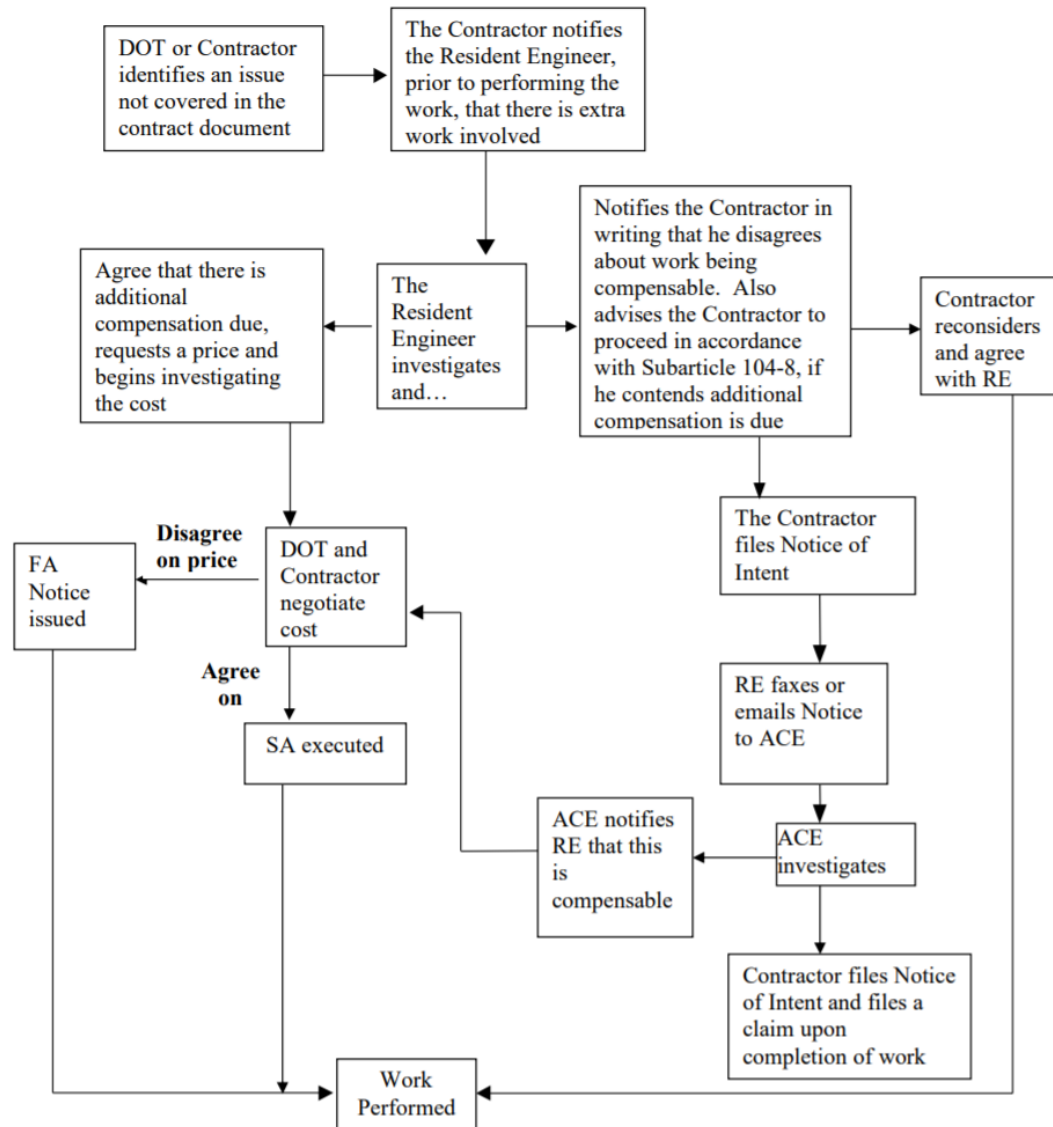 DOT or Contractor
identifies an issue
not covered in the
contract document
The Contractor notifies
the Resident Engineer,
prior to performing the
work, that there is extra
work involved
Agree that there is
additional
compensation due,
requests a price and
begins investigating
the cost
The
Resident
Engineer
investigates
and…
Notifies the Contractor in
writing that he disagrees
about work being
compensable.  Also
advises the Contractor to
proceed in accordance
with Subarticle 104-8, if
he contends additional
compensation is due
Contractor
reconsiders
and agree
with RE
The Contractor
files Notice of
Intent
Disagree
on price
FA
Notice
issued
DOT and
Contractor
negotiate
cost
Agree
on
SA executed
RE faxes or
emails Notice
to ACE
ACE
investigates
ACE notifies
RE that this
is
compensable
Contractor files Notice
of Intent and files a
claim upon
completion of work
Work
Performed